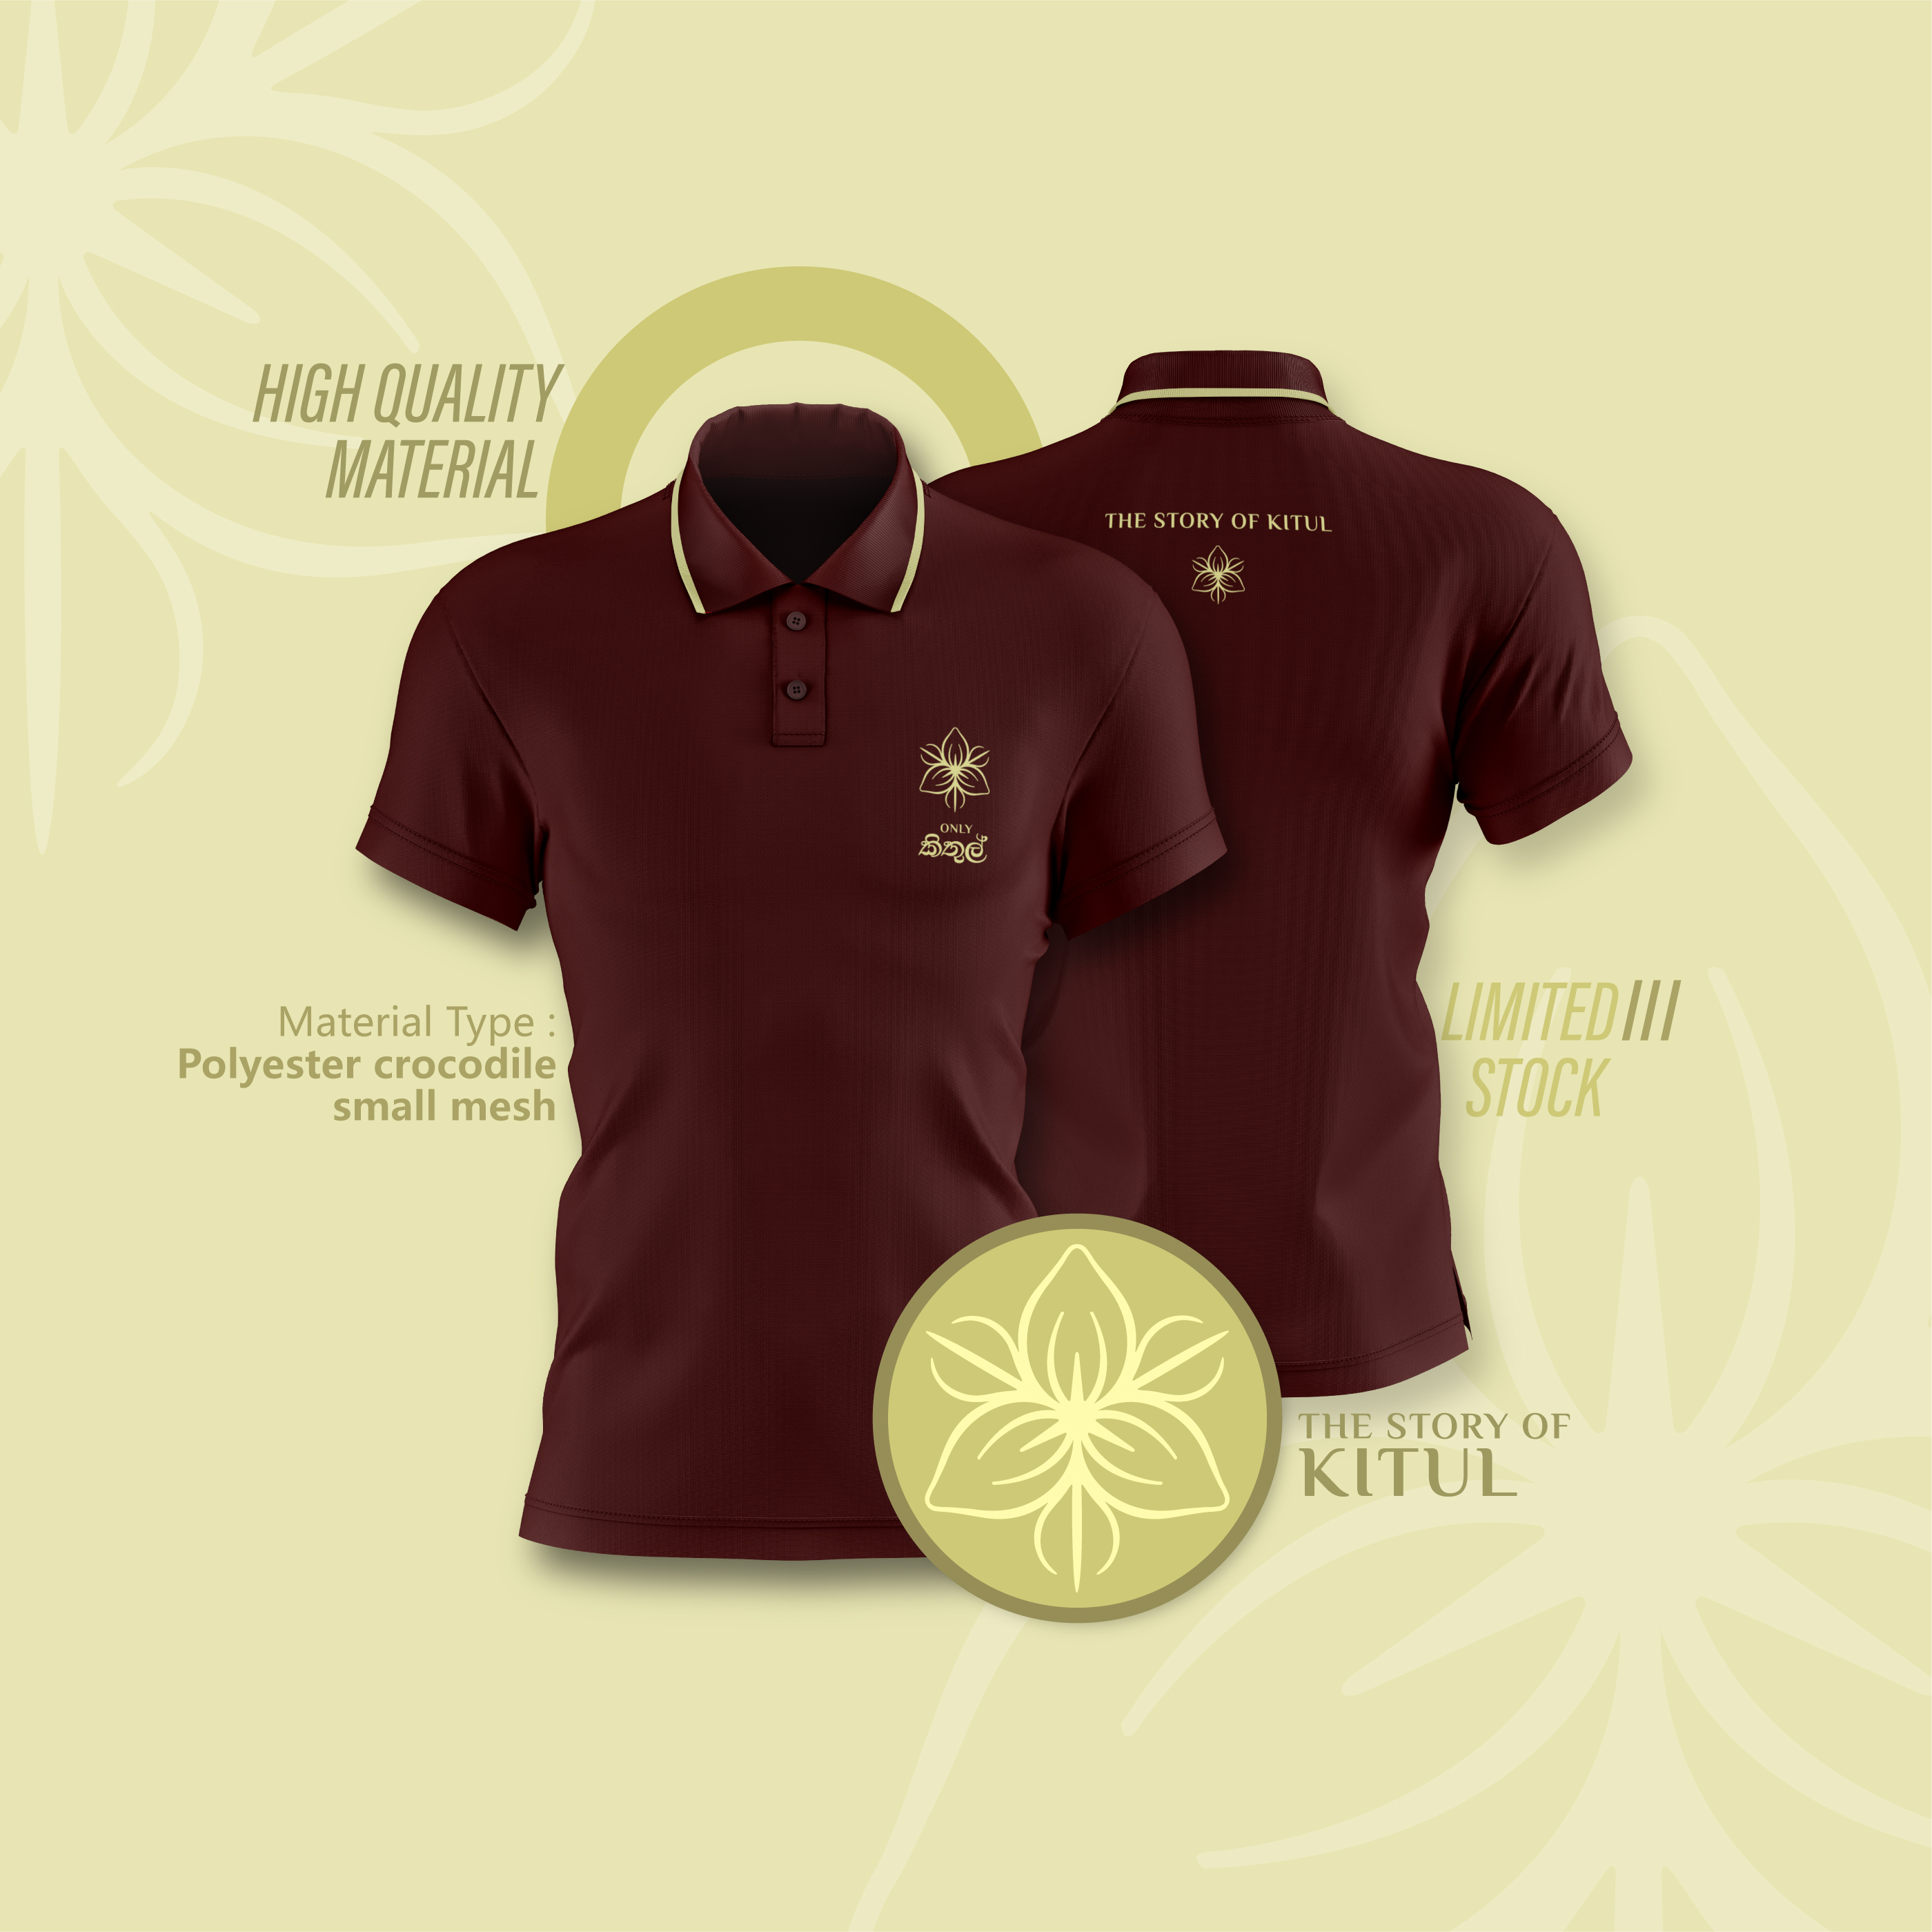 HIGH QUALITY
MATERIAL
THE STORY OF KITUL
ONLY
කිතුල්
Material Type :
Polyester crocodile
small mesh
LIMITED
STOCK
THE STORY OF
KITUL